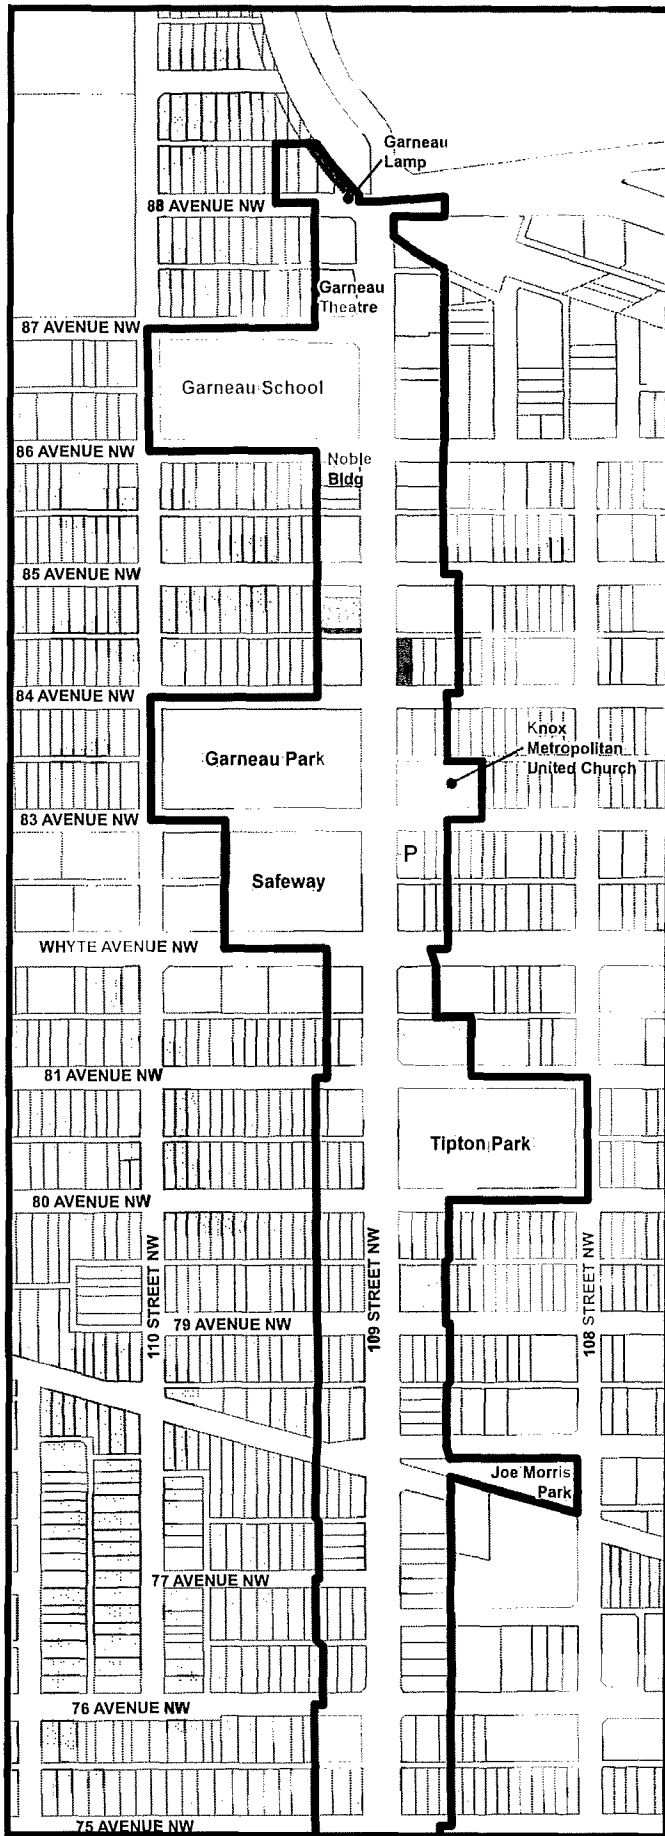 Garneau
Lamp
88 AVENUE NW
Garneau
Theatre
87 AVENUE NW
Garneau School
86 AVENUE NW
Noble
Bldg
85 AVENUE NW
84 AVENUE NW
Garneau Park
Knox
Metropolitan
United Church
83 AVENUE NW
P
Safeway
WHYTE AVENUE NW
81 AVENUE NW
Tipton Park
80 AVENUE NW
110 STREET NW
109 STREET NW
108 STREET NW
79 AVENUE NW
Joe Morris
Park
77 AVENUE NW
76 AVENUE NW
75 AVENUE NW